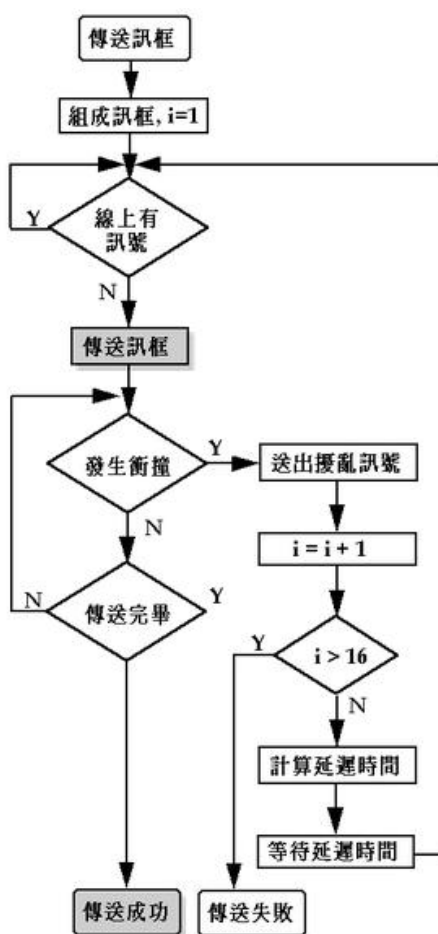 傳送訊框
組成訊框, i=1
Y
線上有
訊號
N
傳送訊框
發生衝撞
Y
送出擾亂訊號
N
i = i + 1
N
傳送完畢
Y
Y
i > 16
N
計算延遲時間
等待延遲時間
傳送成功
傳送失敗